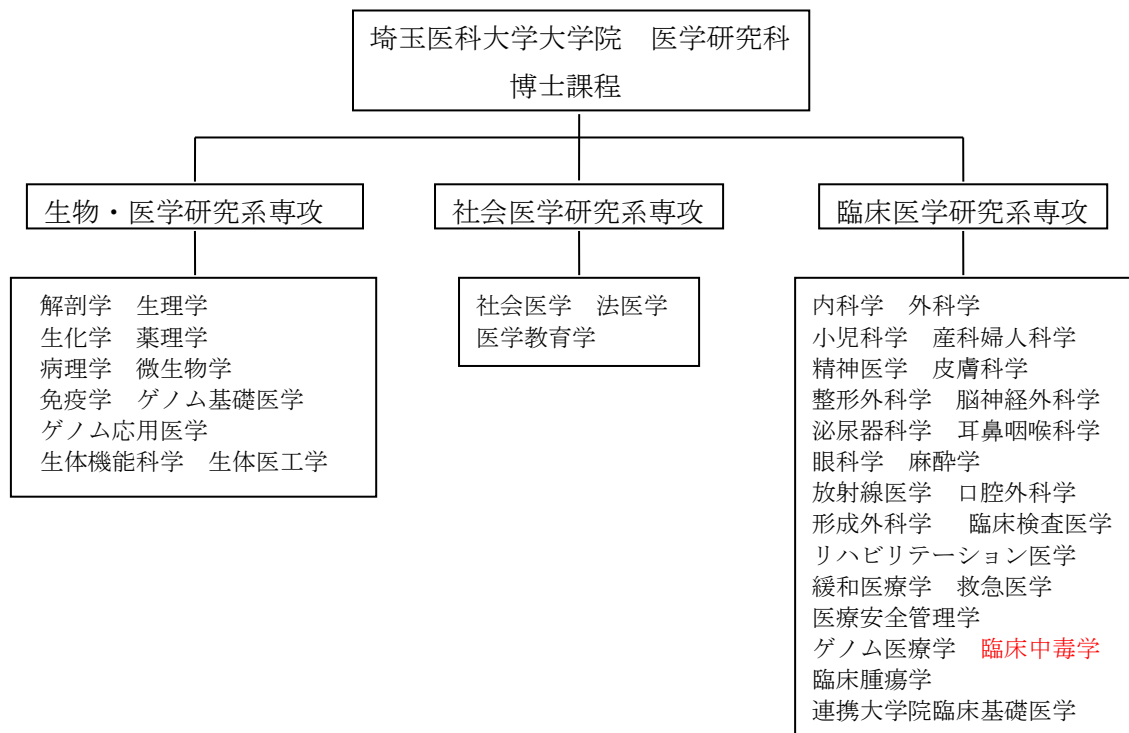 埼玉医科大学大学院　医学研究科
博士課程
生物・医学研究系専攻
社会医学研究系専攻
臨床医学研究系専攻
解剖学　生理学
生化学　薬理学
病理学　微生物学
免疫学　ゲノム基礎医学
ゲノム応用医学
生体機能科学　生体医工学
社会医学　法医学
医学教育学
内科学　外科学
小児科学　産科婦人科学
精神医学　皮膚科学
整形外科学　脳神経外科学
泌尿器科学　耳鼻咽喉科学
眼科学　麻酔学
放射線医学　口腔外科学
形成外科学　臨床検査医学
リハビリテーション医学
緩和医療学　救急医学
医療安全管理学
ゲノム医療学　臨床中毒学
臨床腫瘍学
連携大学院臨床基礎医学